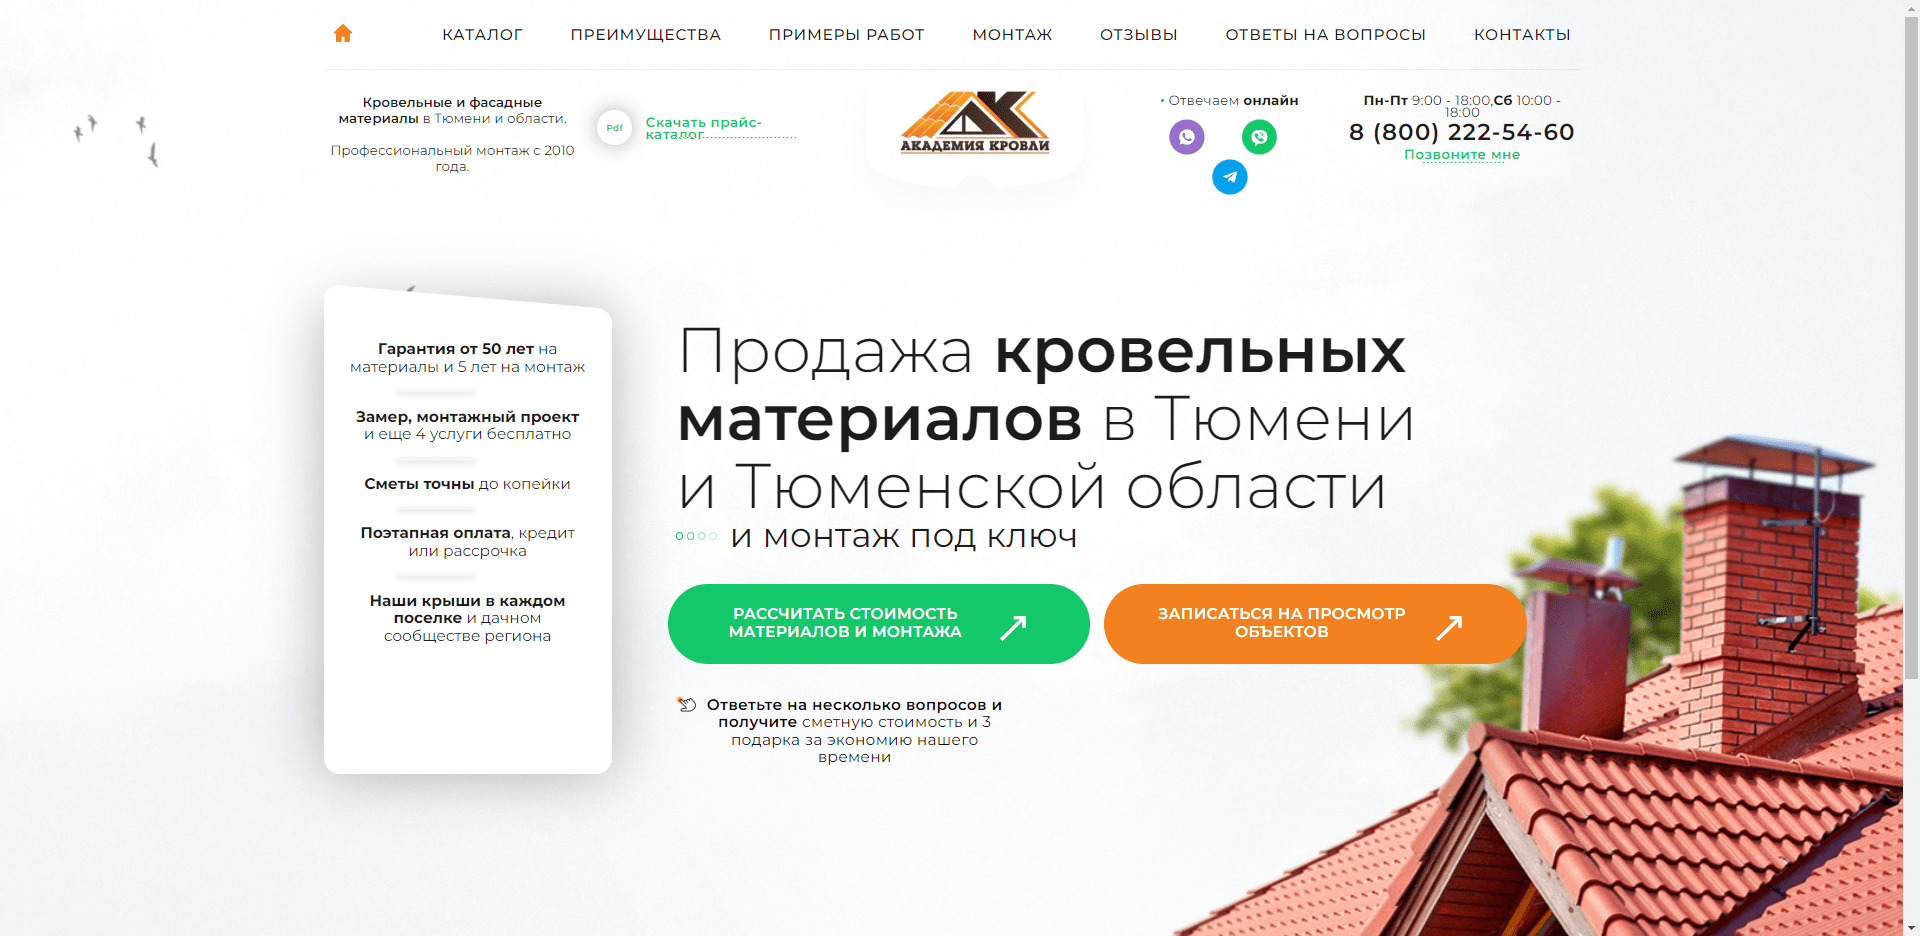 КАТАЛОГ ПРЕИМУЩЕСТВА ПРИМЕРЫ РАБОТ МОНТАЖ ОТЗЫВЫ ОТВЕТЫ НА ВОПРОСЫ КОНТАКТЫ
Кровельные и фасадные
материалы в Тюмени и области.
Профессиональный монтаж с 2010
года.
Pdf
Скачать прайс-
каталог
АКАДЕМИЯ КРОВЛИ
• Отвечаем онлайн
Пн-Пт 9:00 - 18:00,Сб 10:00 -
18:00
8 (800) 222-54-60
Позвоните мне
Гарантия от 50 лет на
материалы и 5 лет на монтаж
Замер, монтажный проект
и еще 4 услуги бесплатно
Сметы точны до копейки
Поэтапная оплата, кредит
или рассрочка
Наши крыши в каждом
поселке и дачном
сообществе региона
Продажа кровельных
материалов в Тюмени
и Тюменской области
и монтаж под ключ
РАССЧИТАТЬ СТОИМОСТЬ
МАТЕРИАЛОВ И МОНТАЖА
ЗАПИСАТЬСЯ НА ПРОСМОТР
ОБЪЕКТОВ
Ответьте на несколько вопросов и
получите сметную стоимость и 3
подарка за экономию нашего
времени